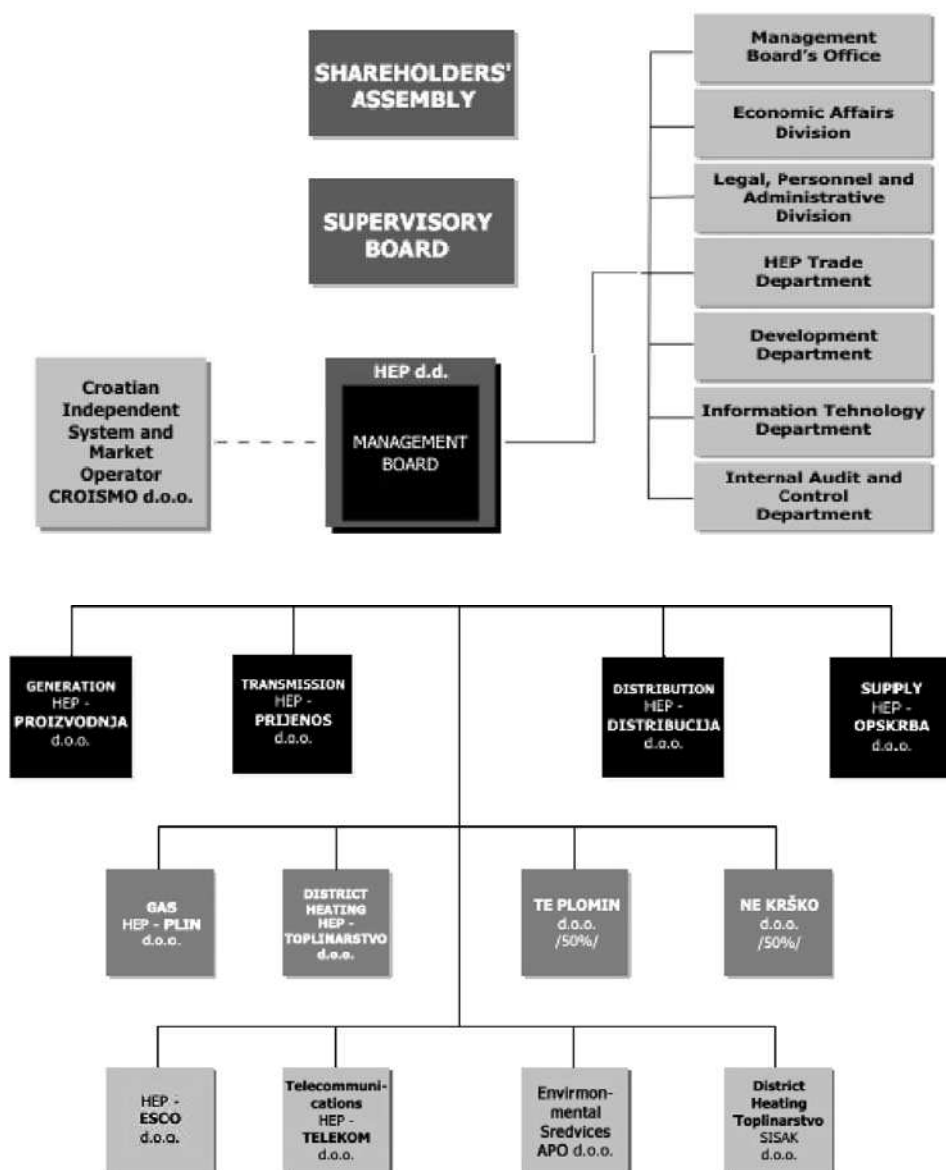 SHAREHOLDERS'
ASSEMBLY
SUPERVISORY
BOARD
Management
Board's Office
Economic Affairs
Division
Legal, Personnel and
Administrative
Division
HEP Trade
Department
Development
Department
Information Tehnology
Department
Internal Audit and
Control
Department
Croatian
Independent
System and
Market
Operator
CROISMO d.o.o.
HEP d.d.
MANAGEMENT
BOARD
GENERATION
HEP -
PROIZVODNJA
d.o.o.
TRANSMISSION
HEP -
PRIJENOS
d.o.o.
DISTRIBUTION
HEP -
DISTRIBUCIJA
d.o.o.
SUPPLY
HEP -
OPSKRBA
d.o.o.
GAS
HEP - PLIN
d.o.o.
DISTRICT
HEATING
HEP -
TOPLINARSTVO
d.o.o.
TE PLOMIN
d.o.o.
/50%/
NE KRŠKO
d.o.o.
/50%/
HEP -
ESCO
d.o.o.
Telecommuni-
cations
HEP -
TELEKOM
d.o.o.
Envirmon-
mental
Sredvices
APO d.o.o.
District
Heating
Toplinarstvo
SISAK
d.o.o.